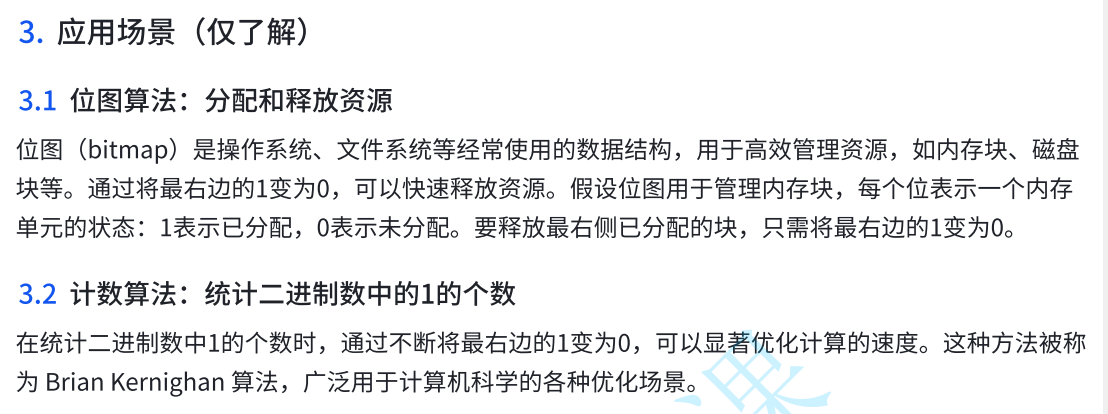 3. 应用场景（仅了解）
3.1 位图算法：分配和释放资源
位图（bitmap）是操作系统、文件系统等经常使用的数据结构，用于高效管理资源，如内存块、磁盘
块等。通过将最右边的1变为0，可以快速释放资源。假设位图用于管理内存块，每个位表示一个内存
单元的状态：1表示已分配，0表示未分配。要释放最右侧已分配的块，只需将最右边的1变为0。
3.2 计数算法：统计二进制数中的1的个数
在统计二进制数中1的个数时，通过不断将最右边的1变为0，可以显著优化计算的速度。这种方法被称
为 Brian Kernighan 算法，广泛用于计算机科学的各种优化场景。
课